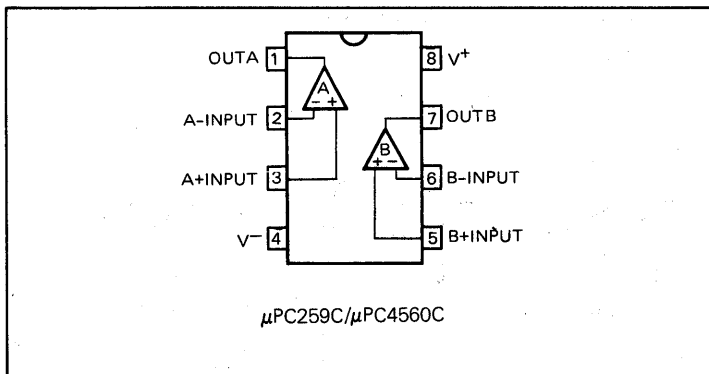 OUTA 1
8 V+
A
A-INPUT 2
- +
7 OUTB
B
A+INPUT 3
+ -
6 B-INPUT
V- 4
5 B+INPUT
μPC259C/μPC4560C